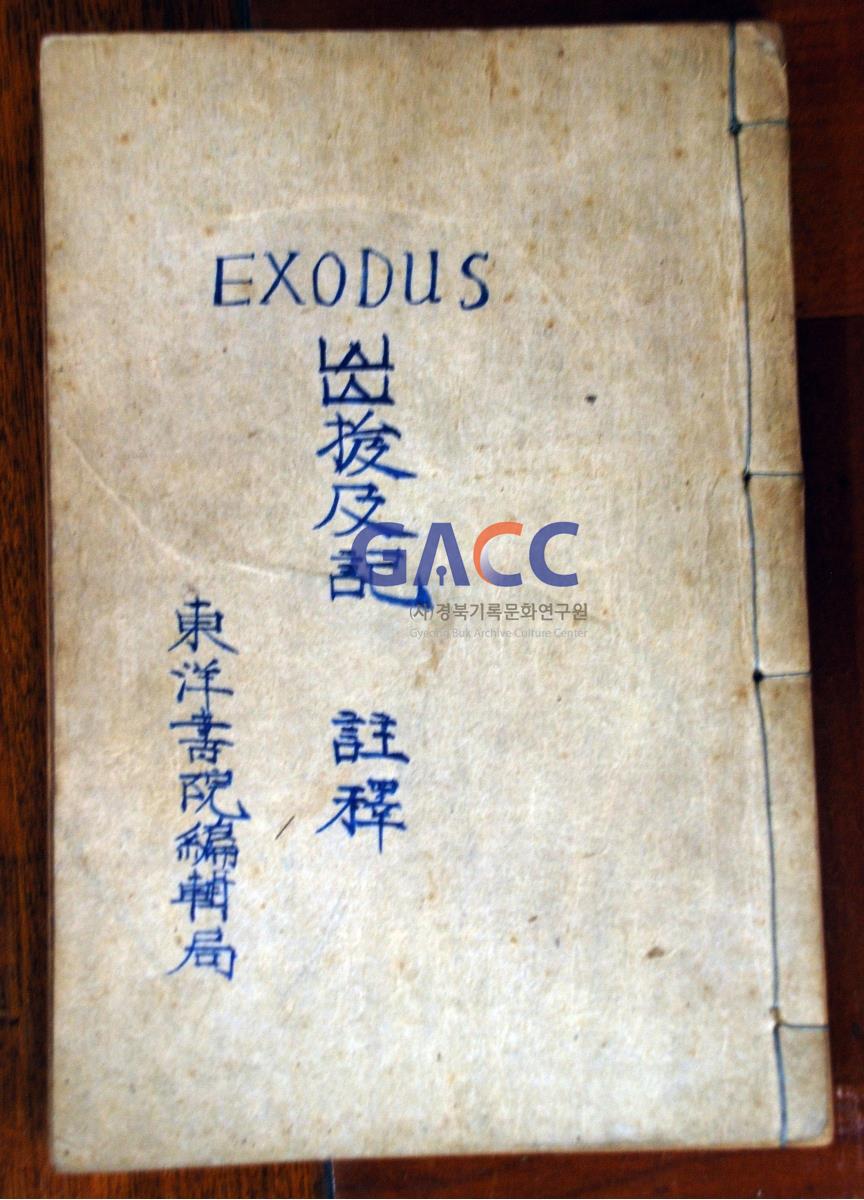 EXODUS
出埃及記 註釋
東洋書院編輯局
GACC
(사)경북기록문화연구원
Gyeong Buk Archive Culture Center